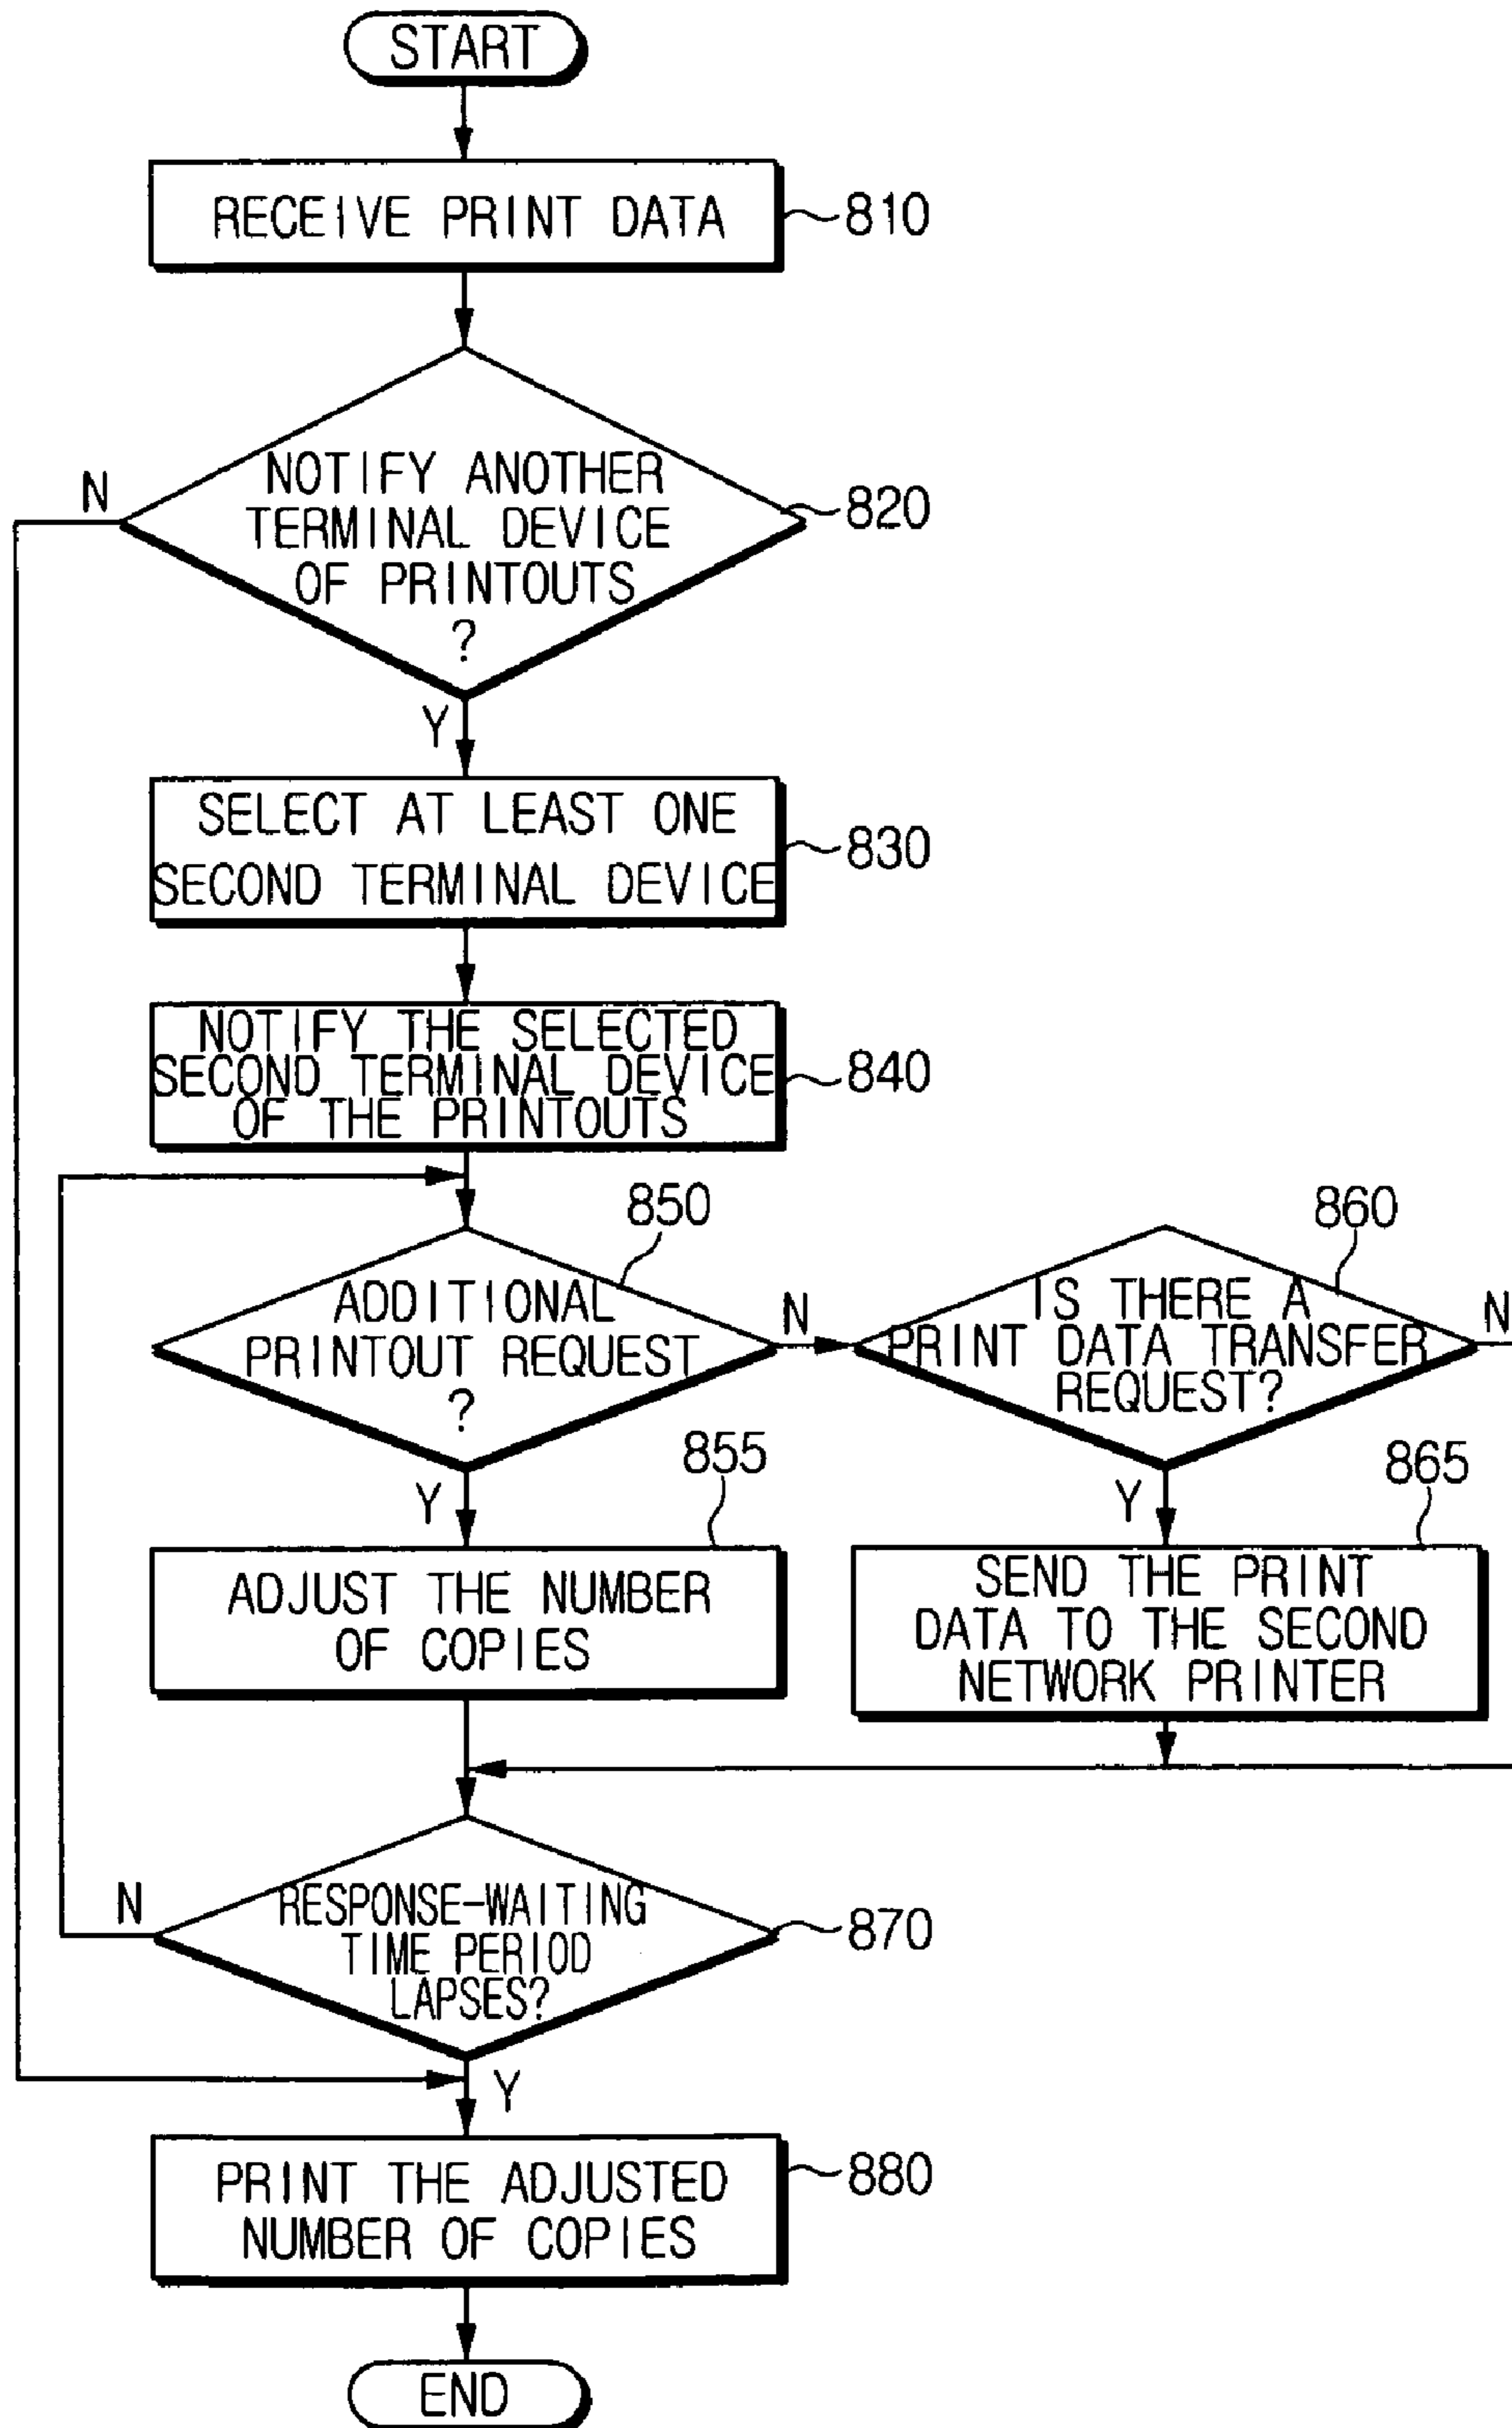 START
RECEIVE PRINT DATA
810
NOTIFY ANOTHER
TERMINAL DEVICE
OF PRINTOUTS
?
820
N
Y
SELECT AT LEAST ONE
SECOND TERMINAL DEVICE
830
NOTIFY THE SELECTED
SECOND TERMINAL DEVICE
OF THE PRINTOUTS
840
850
ADDITIONAL
PRINTOUT REQUEST
?
N
Y
860
IS THERE A
PRINT DATA TRANSFER
REQUEST?
N
Y
855
ADJUST THE NUMBER
OF COPIES
865
SEND THE PRINT
DATA TO THE SECOND
NETWORK PRINTER
RESPONSE-WAITING
TIME PERIOD
LAPSES?
870
N
Y
PRINT THE ADJUSTED
NUMBER OF COPIES
880
END